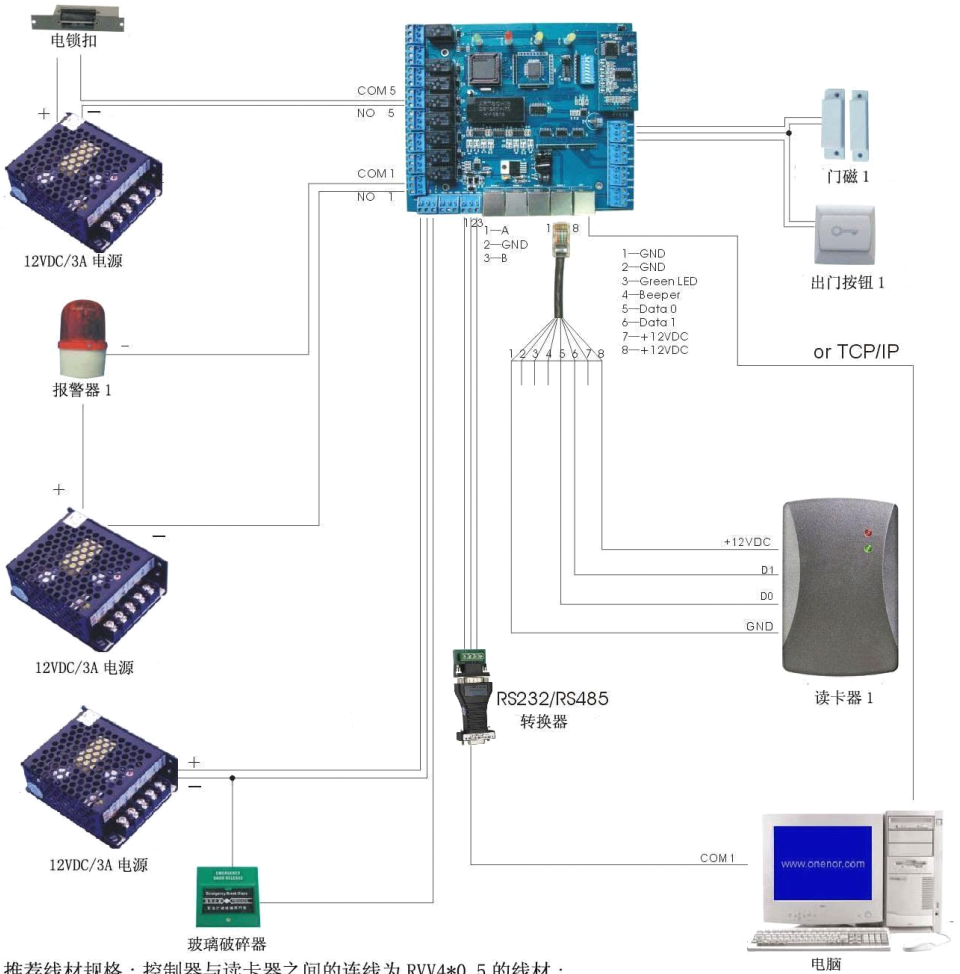 电锁扣
+
—
COM 5
NO 5
12VDC/3A 电源
COM 1
NO 1
报警器 1
–
+
—
12VDC/3A 电源
+
—
12VDC/3A 电源
EMERGENCY
DOOR RELEASE
Emergency Break Glass
玻璃破碎器
123
1—A
2—GND
3—B
1
8
1—GND
2—GND
3—Green LED
4—Beeper
5—Data 0
6—Data 1
7—+12VDC
8—+12VDC
1 2 3 4 5 6 7 8
门磁 1
出门按钮 1
or TCP/IP
+12VDC
D1
D0
GND
读卡器 1
RS232/RS485
转换器
COM 1
www.onenor.com
电脑
推荐线材规格：控制器与读卡器之间的连线为 RVV4*0.5 的线材；